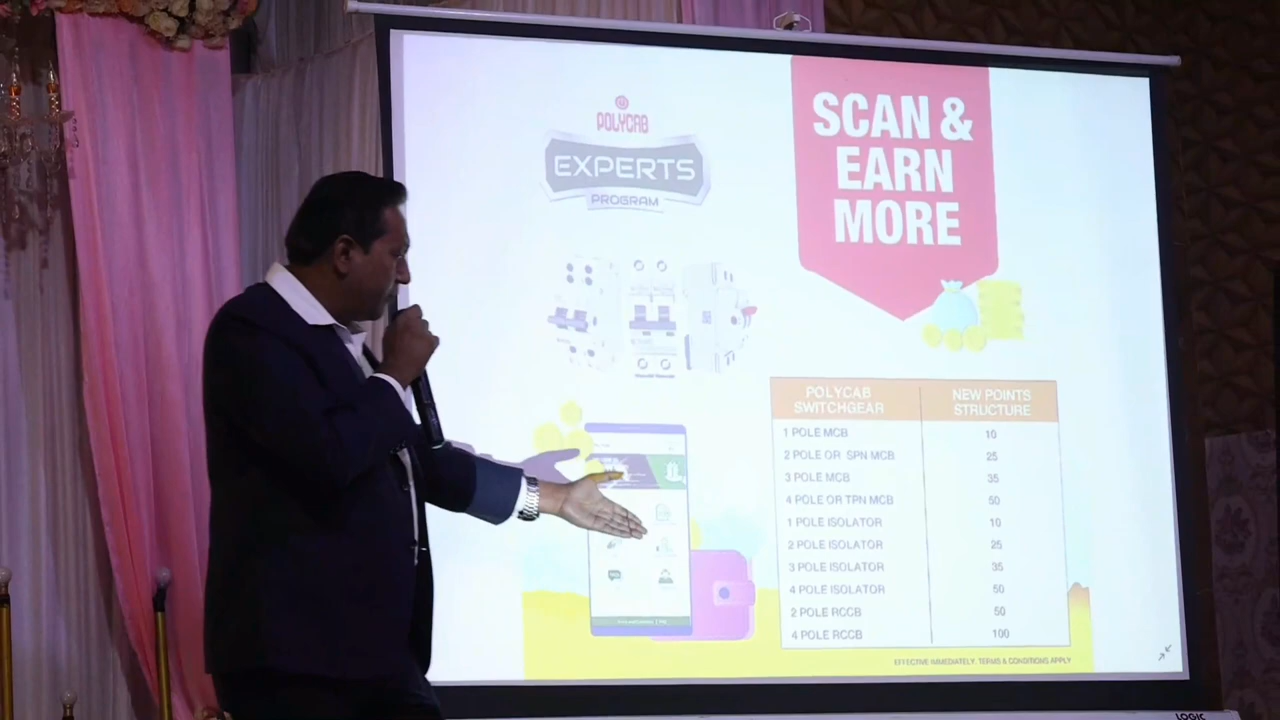 POLYCAB
EXPERTS
PROGRAM
SCAN &
EARN
MORE
POLYCAB SWITCHGEAR
NEW POINTS STRUCTURE
1 POLE MCB 10
2 POLE OR SPN MCB 25
3 POLE MCB 35
4 POLE OR TPN MCB 50
1 POLE ISOLATOR 10
2 POLE ISOLATOR 25
3 POLE ISOLATOR 35
4 POLE ISOLATOR 50
2 POLE RCCB 50
4 POLE RCCB 100
EFFECTIVE IMMEDIATELY. TERMS & CONDITIONS APPLY
LOGIC